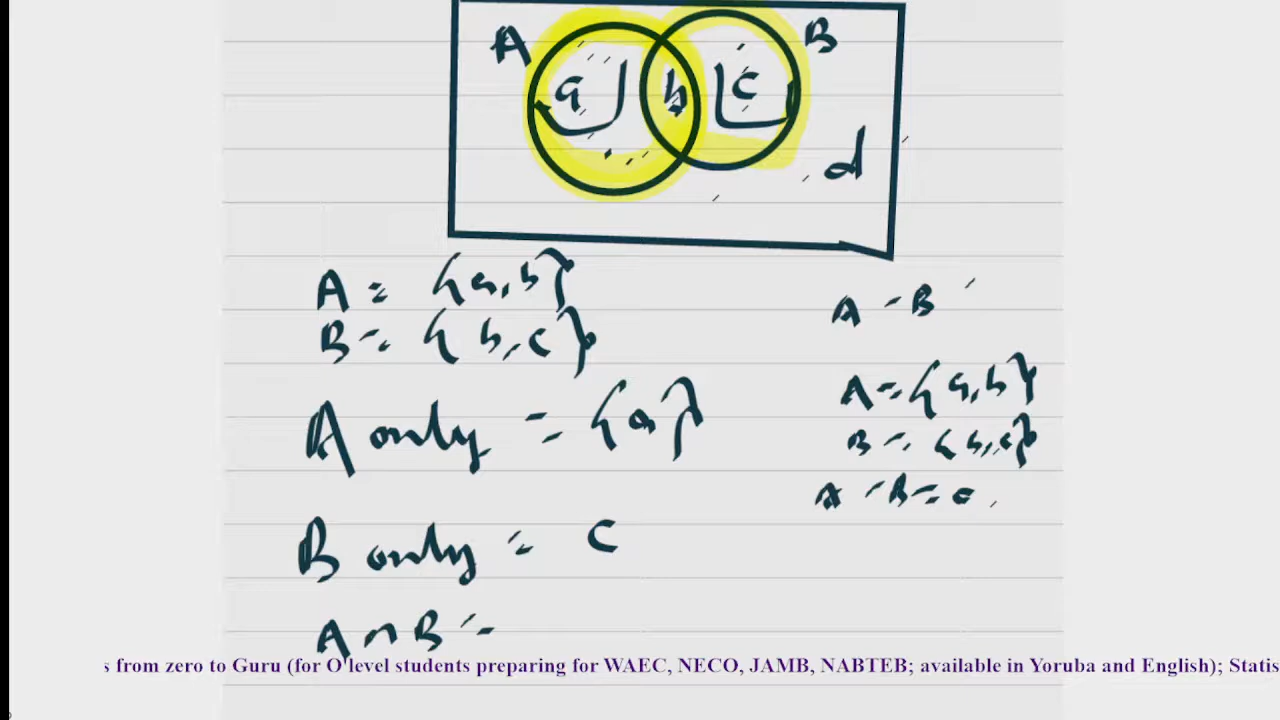 A B
a b c
d
A = {a, b}
B = {b, c}
A only = {a}
B only = c
A ∩ B =
A - B
A = {a, b}
B = {b, c}
A - B = c
s from zero to Guru (for O'level students preparing for WAEC, NECO, JAMB, NABTEB; available in Yoruba and English); Statis